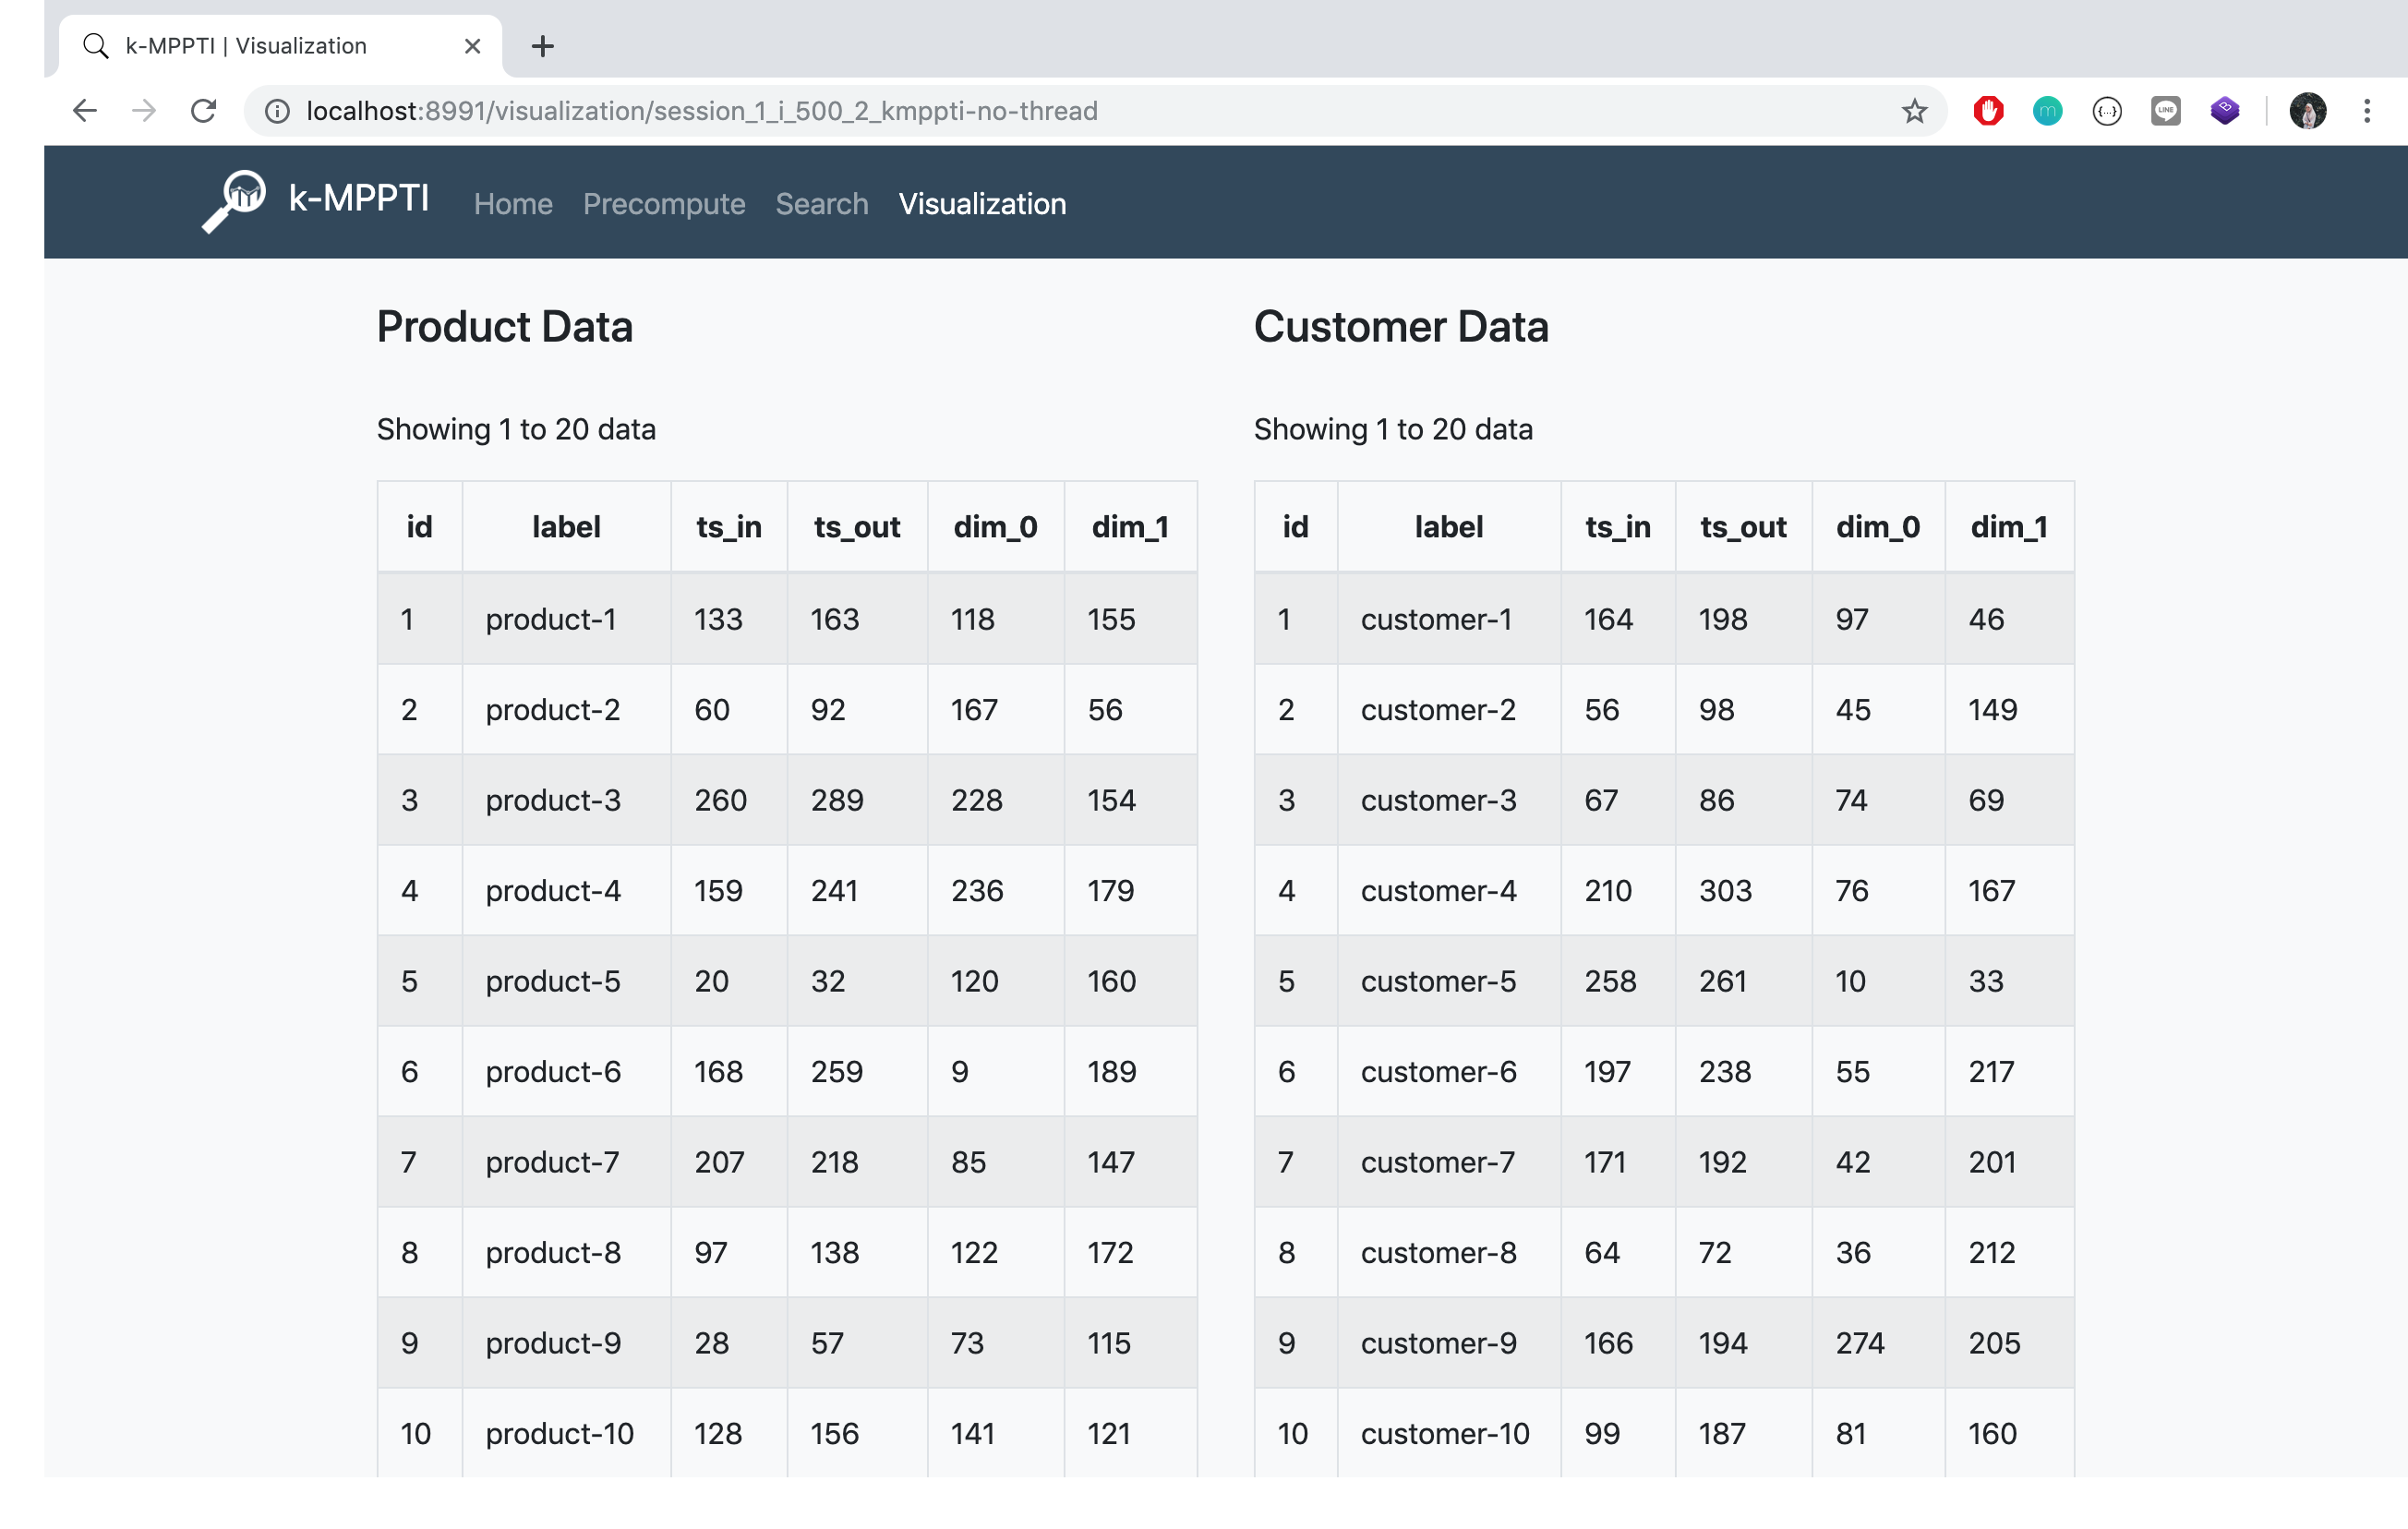 k-MPPTI | Visualization
localhost:8991/visualization/session_1_i_500_2_kmppti-no-thread
k-MPPTI Home Precompute Search Visualization
Product Data
Showing 1 to 20 data
id label ts_in ts_out dim_0 dim_1
1 product-1 133 163 118 155
2 product-2 60 92 167 56
3 product-3 260 289 228 154
4 product-4 159 241 236 179
5 product-5 20 32 120 160
6 product-6 168 259 9 189
7 product-7 207 218 85 147
8 product-8 97 138 122 172
9 product-9 28 57 73 115
10 product-10 128 156 141 121
Customer Data
Showing 1 to 20 data
id label ts_in ts_out dim_0 dim_1
1 customer-1 164 198 97 46
2 customer-2 56 98 45 149
3 customer-3 67 86 74 69
4 customer-4 210 303 76 167
5 customer-5 258 261 10 33
6 customer-6 197 238 55 217
7 customer-7 171 192 42 201
8 customer-8 64 72 36 212
9 customer-9 166 194 274 205
10 customer-10 99 187 81 160